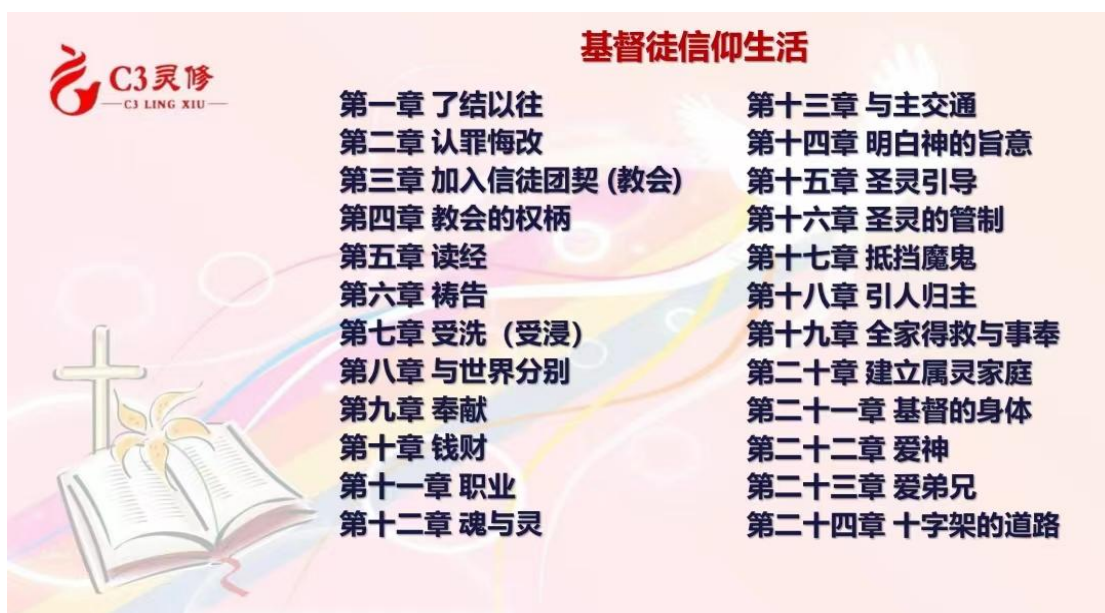 基督徒信仰生活
C3灵修
C3 LING XIU
第一章 了结以往
第二章 认罪悔改
第三章 加入信徒团契 (教会)
第四章 教会的权柄
第五章 读经
第六章 祷告
第七章 受洗（受浸）
第八章 与世界分别
第九章 奉献
第十章 钱财
第十一章 职业
第十二章 魂与灵
第十三章 与主交通
第十四章 明白神的旨意
第十五章 圣灵引导
第十六章 圣灵的管制
第十七章 抵挡魔鬼
第十八章 引人归主
第十九章 全家得救与事奉
第二十章 建立属灵家庭
第二十一章 基督的身体
第二十二章 爱神
第二十三章 爱弟兄
第二十四章 十字架的道路